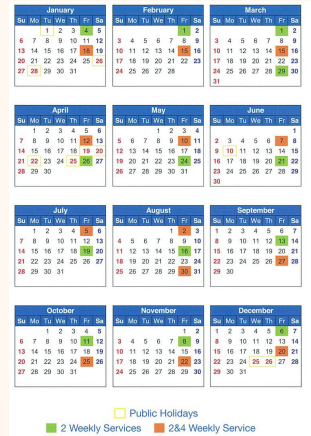 January
Su Mo Tu We Th Fr Sa
1 2 3 4 5
6 7 8 9 10 11 12
13 14 15 16 17 18 19
20 21 22 23 24 25 26
27 28 29 30 31
February
Su Mo Tu We Th Fr Sa
1 2
3 4 5 6 7 8 9
10 11 12 13 14 15 16
17 18 19 20 21 22 23
24 25 26 27 28
March
Su Mo Tu We Th Fr Sa
1 2
3 4 5 6 7 8 9
10 11 12 13 14 15 16
17 18 19 20 21 22 23
24 25 26 27 28 29 30
31
April
Su Mo Tu We Th Fr Sa
1 2 3 4 5 6
7 8 9 10 11 12 13
14 15 16 17 18 19 20
21 22 23 24 25 26 27
28 29 30
May
Su Mo Tu We Th Fr Sa
1 2 3 4
5 6 7 8 9 10 11
12 13 14 15 16 17 18
19 20 21 22 23 24 25
26 27 28 29 30 31
June
Su Mo Tu We Th Fr Sa
1
2 3 4 5 6 7 8
9 10 11 12 13 14 15
16 17 18 19 20 21 22
23 24 25 26 27 28 29
30
July
Su Mo Tu We Th Fr Sa
1 2 3 4 5 6
7 8 9 10 11 12 13
14 15 16 17 18 19 20
21 22 23 24 25 26 27
28 29 30 31
August
Su Mo Tu We Th Fr Sa
1 2 3
4 5 6 7 8 9 10
11 12 13 14 15 16 17
18 19 20 21 22 23 24
25 26 27 28 29 30 31
September
Su Mo Tu We Th Fr Sa
1 2 3 4 5 6 7
8 9 10 11 12 13 14
15 16 17 18 19 20 21
22 23 24 25 26 27 28
29 30
October
Su Mo Tu We Th Fr Sa
1 2 3 4 5
6 7 8 9 10 11 12
13 14 15 16 17 18 19
20 21 22 23 24 25 26
27 28 29 30 31
November
Su Mo Tu We Th Fr Sa
1 2
3 4 5 6 7 8 9
10 11 12 13 14 15 16
17 18 19 20 21 22 23
24 25 26 27 28 29 30
December
Su Mo Tu We Th Fr Sa
1 2 3 4 5 6 7
8 9 10 11 12 13 14
15 16 17 18 19 20 21
22 23 24 25 26 27 28
29 30 31
Public Holidays
2 Weekly Services
2&4 Weekly Service